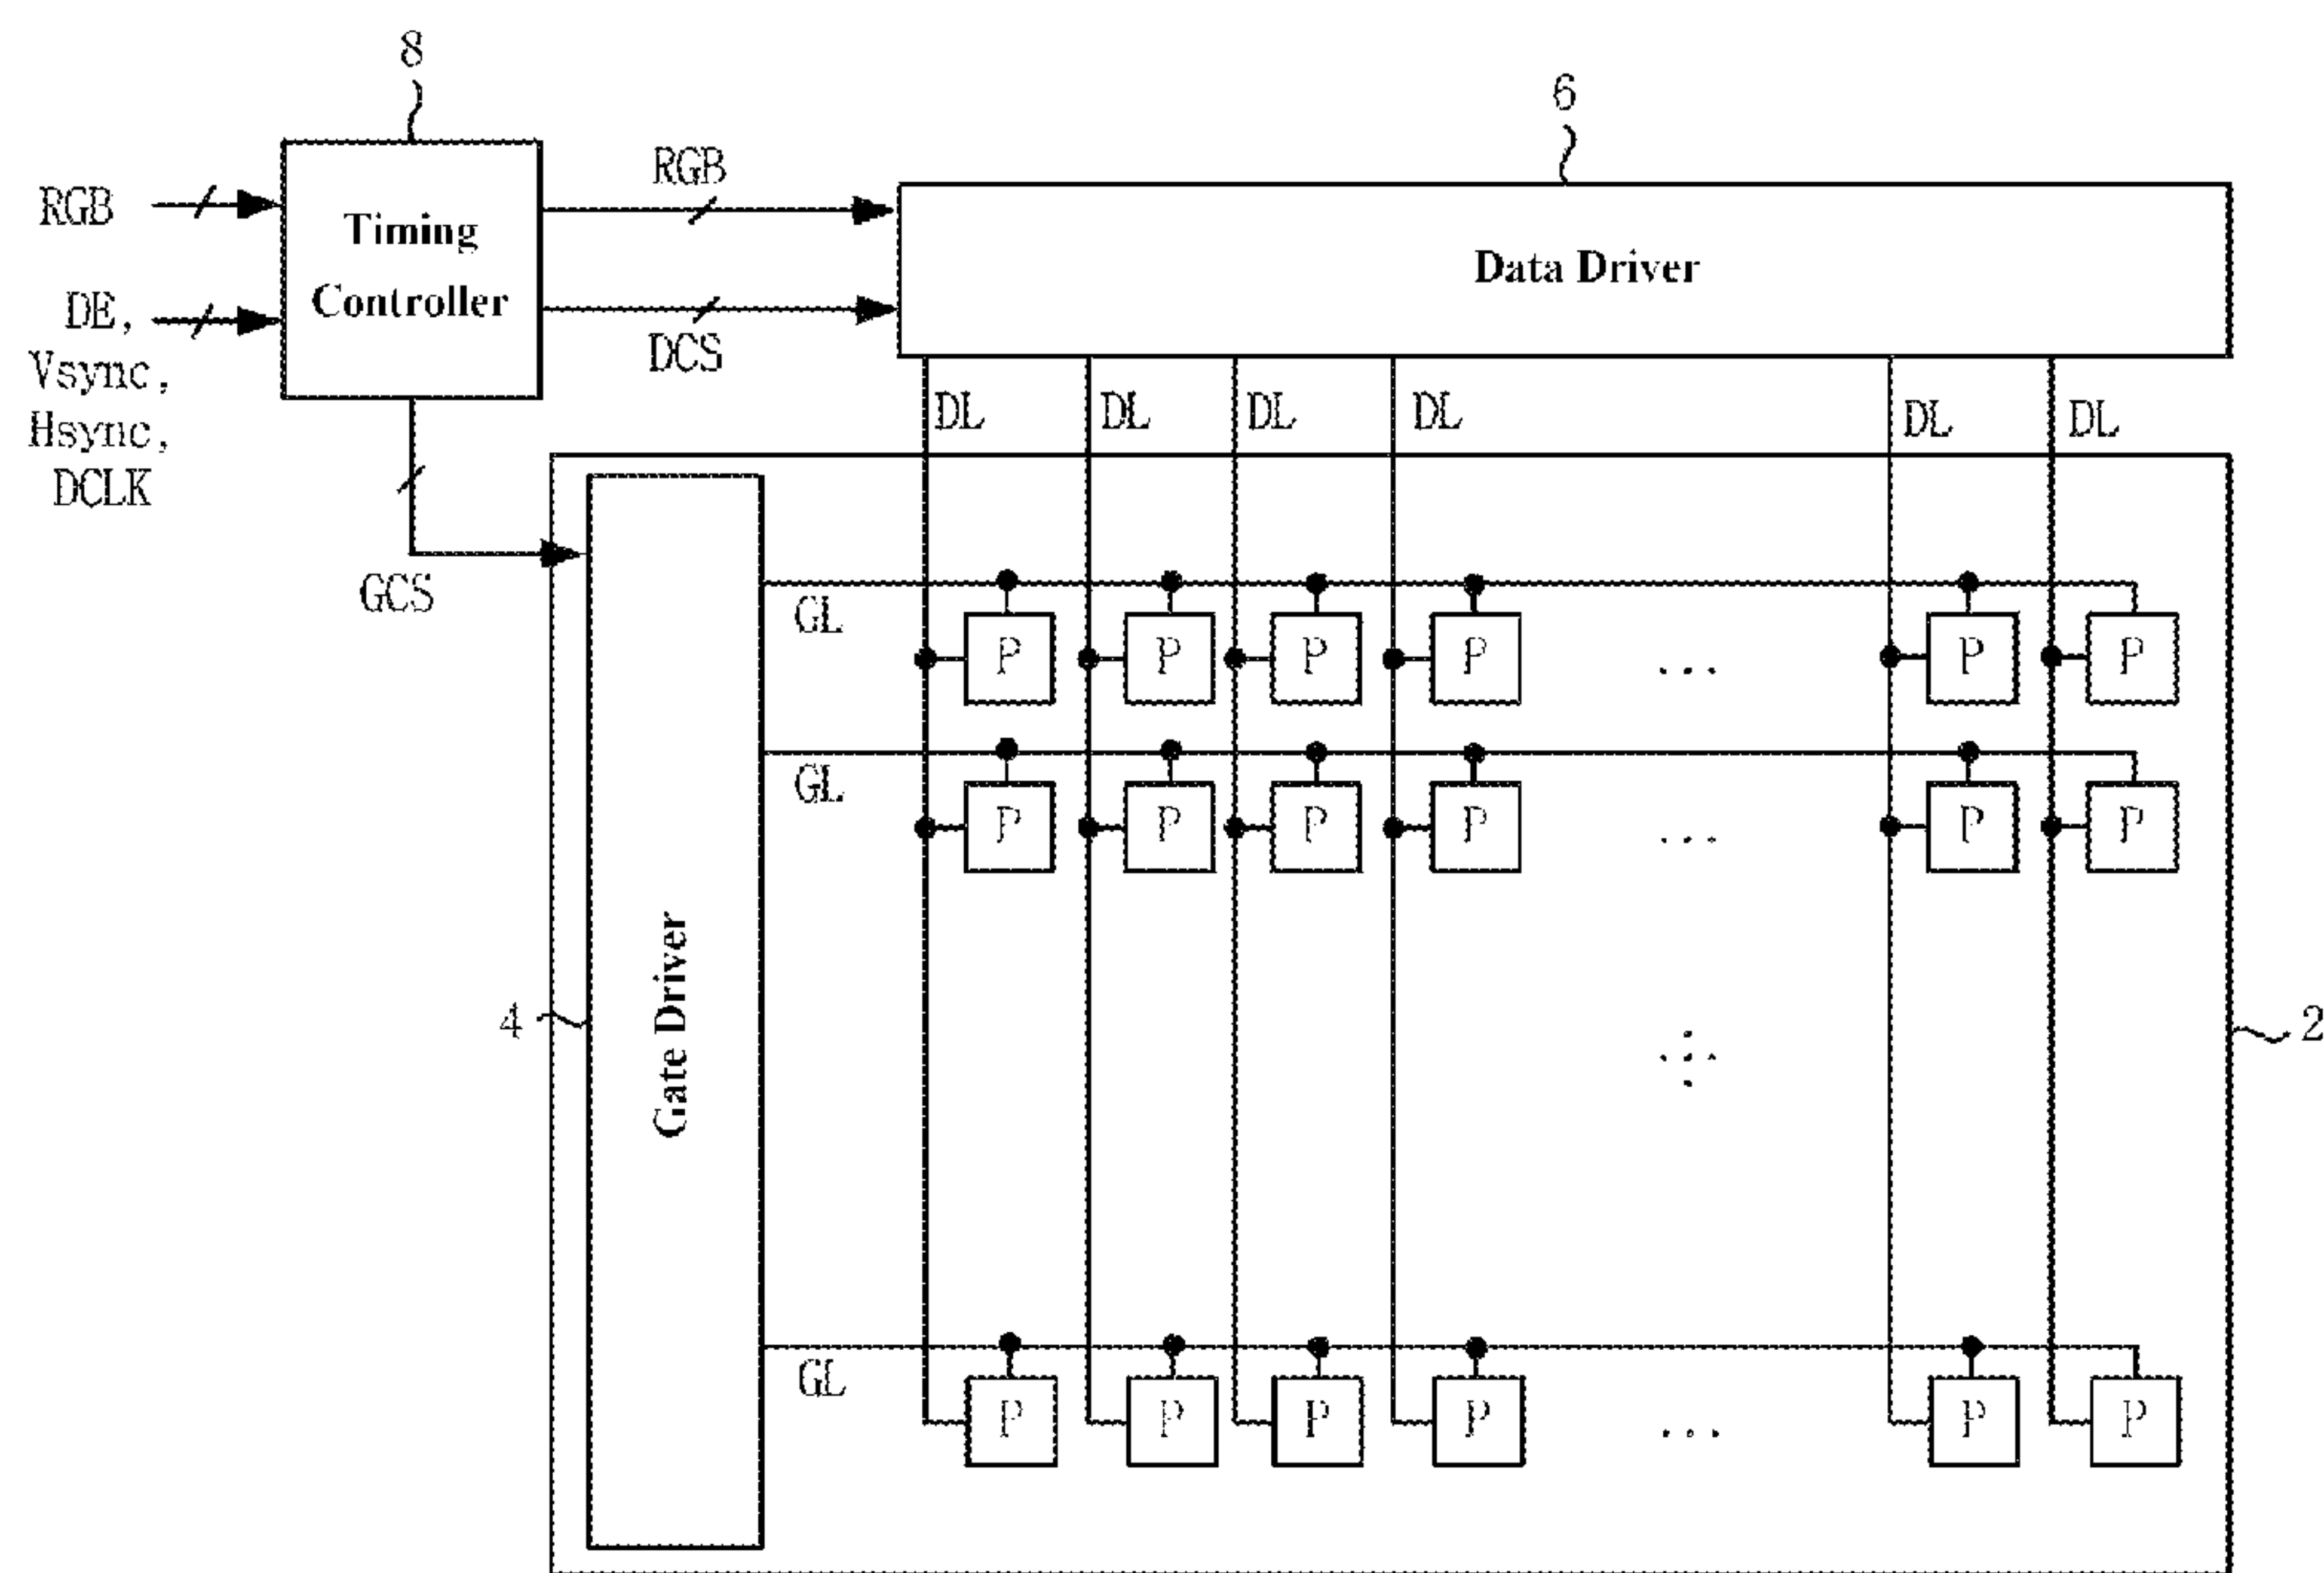 8
6
RGB
RGB
Timing
Controller
Data Driver
DE,
Vsync,
Hsync,
DCLK
DCS
DL DL DL DL DL DL
GCS
GL
P P P P ... P P
GL
P P P P ... P P
4
Gate Driver
2
GL
P P P P ... P P